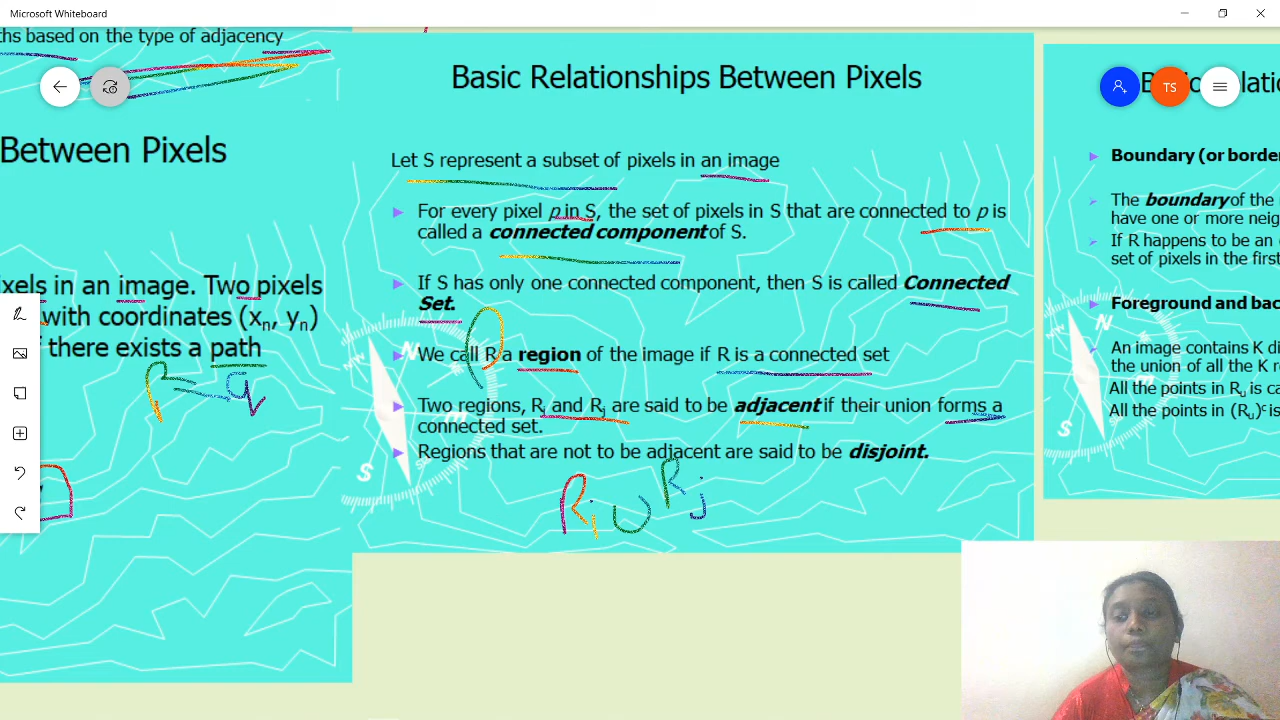 Microsoft Whiteboard
ths based on the type of adjacency
TS
Between Pixels
ixels in an image. Two pixels
with coordinates (xn, yn)
f there exists a path
P q
Basic Relationships Between Pixels
Let S represent a subset of pixels in an image
For every pixel p in S, the set of pixels in S that are connected to p is
called a connected component of S.
If S has only one connected component, then S is called Connected
Set.
We call R a region of the image if R is a connected set
Two regions, Ri and Rj are said to be adjacent if their union forms a
connected set.
Regions that are not to be adjacent are said to be disjoint.
Ri ∪ Rj
N
S
Boundary (or border
The boundary of the
have one or more neig
If R happens to be an
set of pixels in the first
Foreground and bac
An image contains K di
the union of all the K r
All the points in Ru is ca
All the points in (Ru)c is
N
S